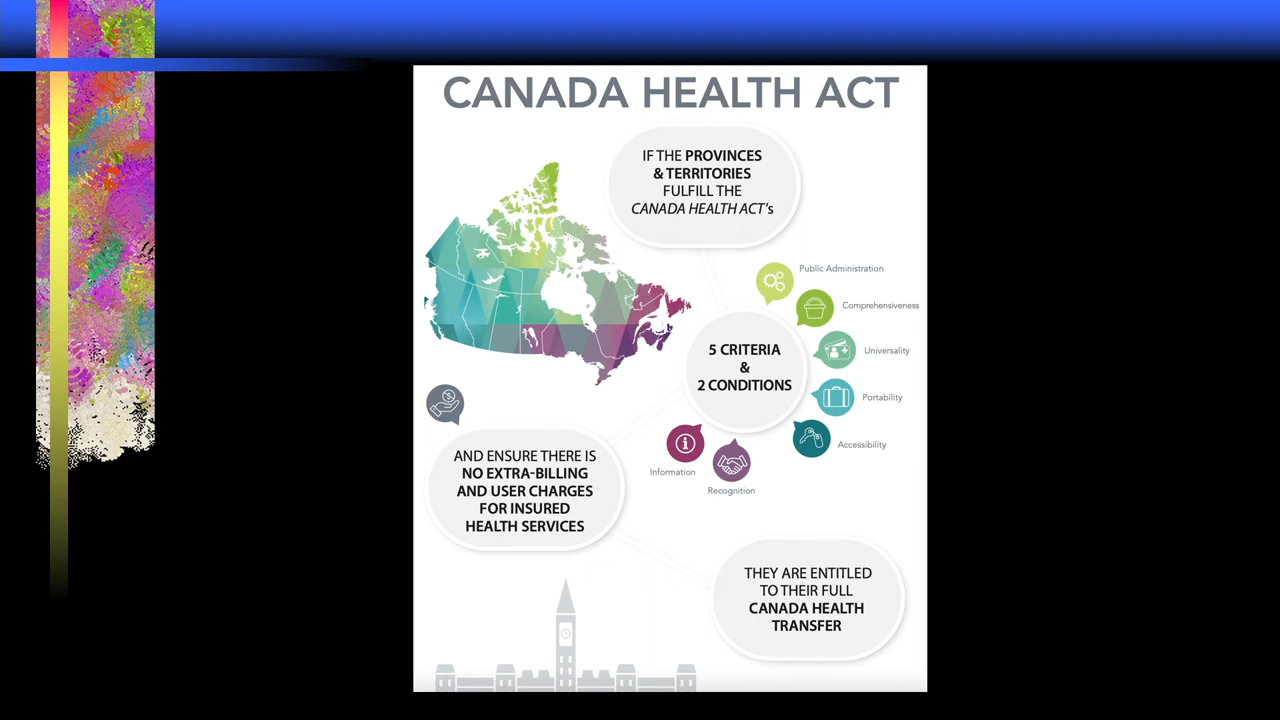 CANADA HEALTH ACT
IF THE PROVINCES
& TERRITORIES
FULFILL THE
CANADA HEALTH ACT's
Public Administration
Comprehensiveness
5 CRITERIA
&
2 CONDITIONS
Universality
Portability
Accessibility
Information
Recognition
AND ENSURE THERE IS
NO EXTRA-BILLING
AND USER CHARGES
FOR INSURED
HEALTH SERVICES
THEY ARE ENTITLED
TO THEIR FULL
CANADA HEALTH
TRANSFER